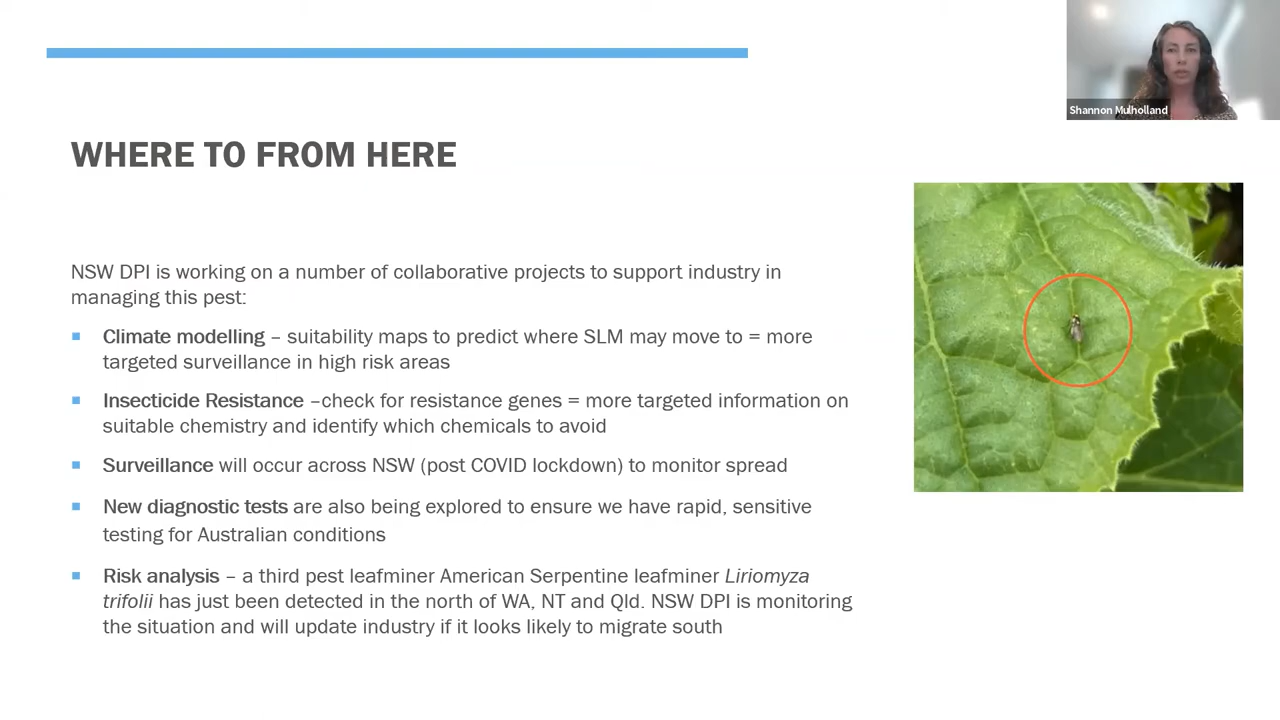 Shannon Mulholland
WHERE TO FROM HERE
NSW DPI is working on a number of collaborative projects to support industry in
managing this pest:
Climate modelling – suitability maps to predict where SLM may move to = more
targeted surveillance in high risk areas
Insecticide Resistance –check for resistance genes = more targeted information on
suitable chemistry and identify which chemicals to avoid
Surveillance will occur across NSW (post COVID lockdown) to monitor spread
New diagnostic tests are also being explored to ensure we have rapid, sensitive
testing for Australian conditions
Risk analysis – a third pest leafminer American Serpentine leafminer Liriomyza
trifolii has just been detected in the north of WA, NT and Qld. NSW DPI is monitoring
the situation and will update industry if it looks likely to migrate south